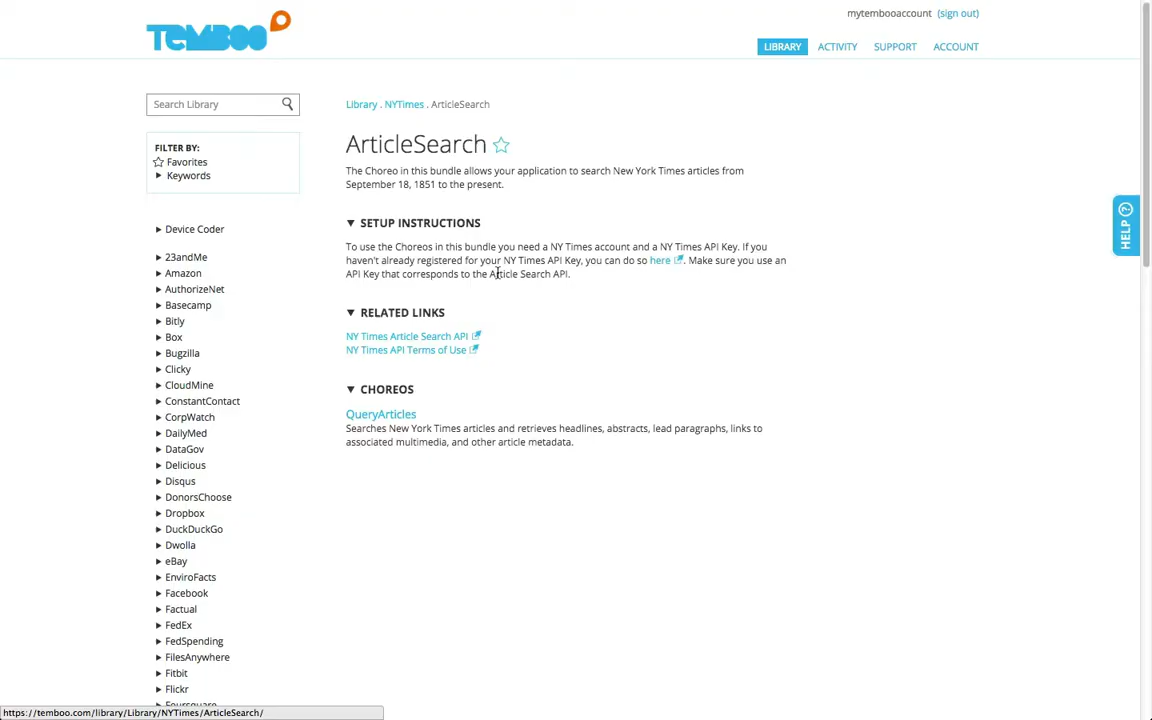 mytembooaccount (sign out)
TEMBOO
LIBRARY ACTIVITY SUPPORT ACCOUNT
Search Library
FILTER BY:
Favorites
Keywords
Device Coder
23andMe
Amazon
AuthorizeNet
Basecamp
Bitly
Box
Bugzilla
Clicky
CloudMine
ConstantContact
CorpWatch
DailyMed
DataGov
Delicious
Disqus
DonorsChoose
Dropbox
DuckDuckGo
Dwolla
eBay
EnviroFacts
Facebook
Factual
FedEx
FedSpending
FilesAnywhere
Fitbit
Flickr
Foursquare
Library . NYTimes . ArticleSearch
ArticleSearch
The Choreo in this bundle allows your application to search New York Times articles from
September 18, 1851 to the present.
SETUP INSTRUCTIONS
To use the Choreos in this bundle you need a NY Times account and a NY Times API Key. If you
haven't already registered for your NY Times API Key, you can do so here . Make sure you use an
API Key that corresponds to the Article Search API.
RELATED LINKS
NY Times Article Search API
NY Times API Terms of Use
CHOREOS
QueryArticles
Searches New York Times articles and retrieves headlines, abstracts, lead paragraphs, links to
associated multimedia, and other article metadata.
HELP ?
https://temboo.com/library/Library/NYTimes/ArticleSearch/